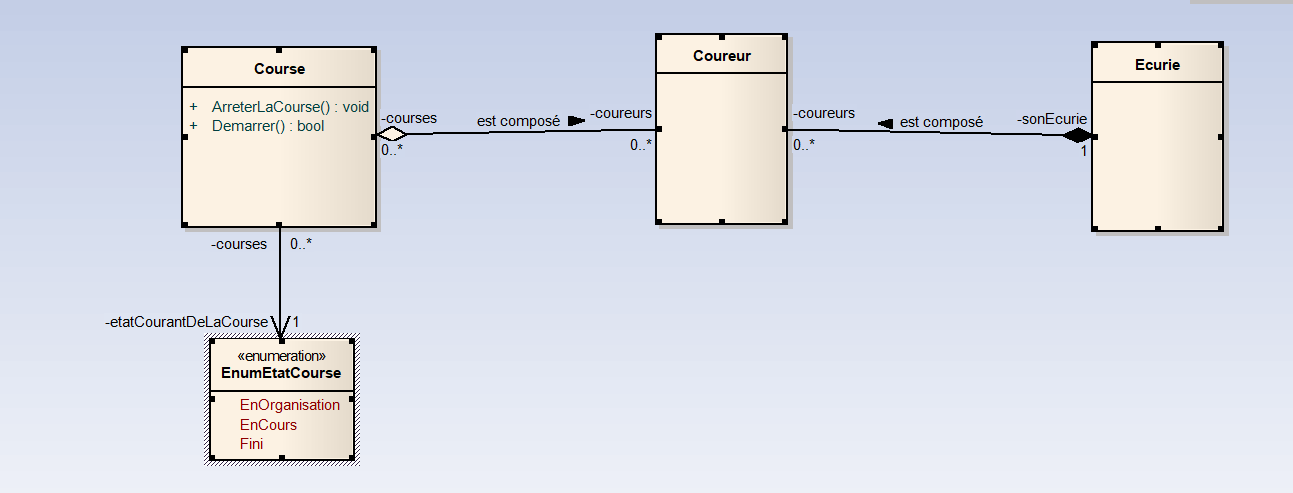 Course
+ ArreterLaCourse() : void
+ Demarrer() : bool
-courses
0..*
est composé
-coureurs
0..*
Coureur
-coureurs
0..*
est composé
-sonEcurie
1
Ecurie
-courses 0..*
-etatCourantDeLaCourse 1
«enumeration»
EnumEtatCourse
EnOrganisation
EnCours
Fini